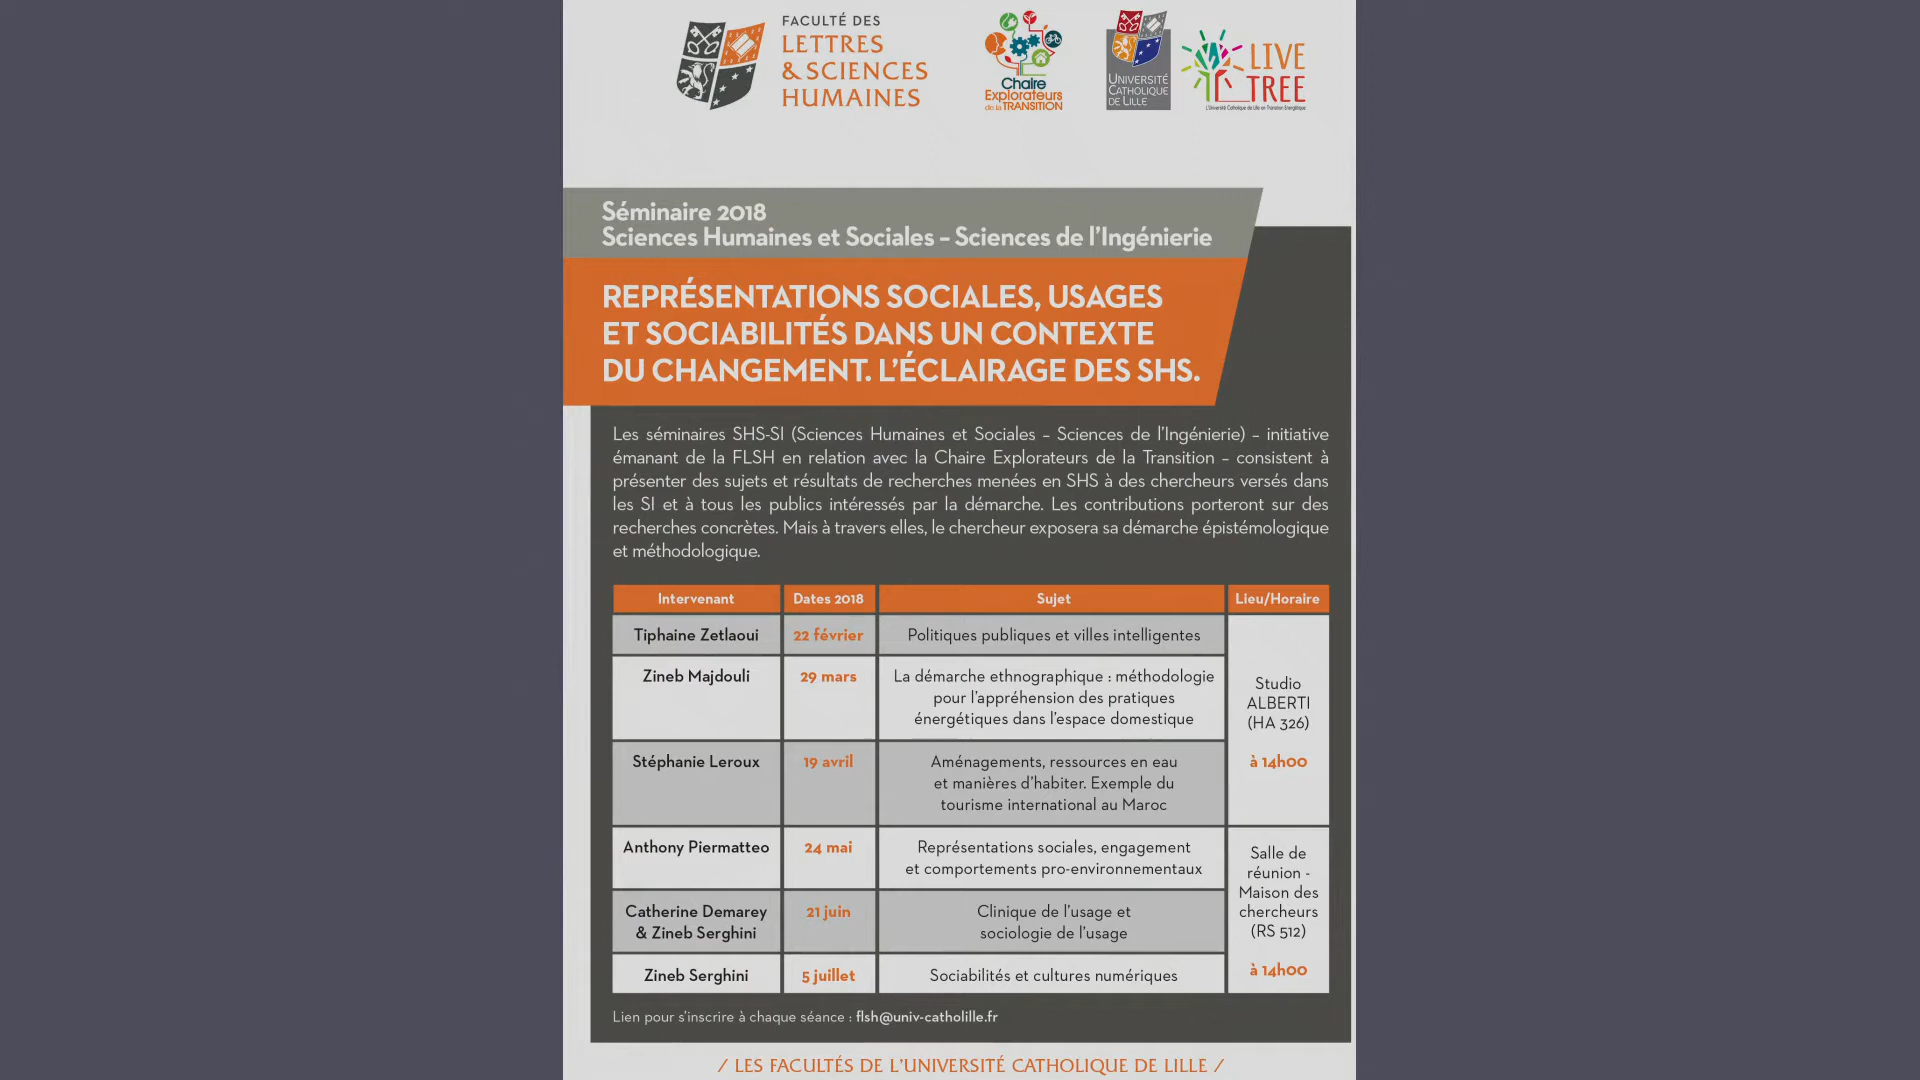 FACULTÉ DES
LETTRES
& SCIENCES
HUMAINES
Chaire
Explorateurs
de la TRANSITION
UNIVERSITÉ
CATHOLIQUE
DE LILLE
LIVE
TREE
L'Université Catholique de Lille en Transition Énergétique
Séminaire 2018
Sciences Humaines et Sociales – Sciences de l'Ingénierie
REPRÉSENTATIONS SOCIALES, USAGES
ET SOCIABILITÉS DANS UN CONTEXTE
DU CHANGEMENT. L'ÉCLAIRAGE DES SHS.
Les séminaires SHS-SI (Sciences Humaines et Sociales – Sciences de l'Ingénierie) – initiative
émanant de la FLSH en relation avec la Chaire Explorateurs de la Transition – consistent à
présenter des sujets et résultats de recherches menées en SHS à des chercheurs versés dans
les SI et à tous les publics intéressés par la démarche. Les contributions porteront sur des
recherches concrètes. Mais à travers elles, le chercheur exposera sa démarche épistémologique
et méthodologique.
Intervenant Dates 2018 Sujet Lieu/Horaire
Tiphaine Zetlaoui 22 février Politiques publiques et villes intelligentes
Zineb Majdouli 29 mars La démarche ethnographique : méthodologie
pour l'appréhension des pratiques
énergétiques dans l'espace domestique
Studio
ALBERTI
(HA 326)
à 14h00
Stéphanie Leroux 19 avril Aménagements, ressources en eau
et manières d'habiter. Exemple du
tourisme international au Maroc
Anthony Piermatteo 24 mai Représentations sociales, engagement
et comportements pro-environnementaux
Salle de
réunion -
Maison des
chercheurs
(RS 512)
à 14h00
Catherine Demarey
& Zineb Serghini
21 juin
Clinique de l'usage et
sociologie de l'usage
Zineb Serghini 5 juillet Sociabilités et cultures numériques
Lien pour s'inscrire à chaque séance : flsh@univ-catholille.fr
/ LES FACULTÉS DE L'UNIVERSITÉ CATHOLIQUE DE LILLE /